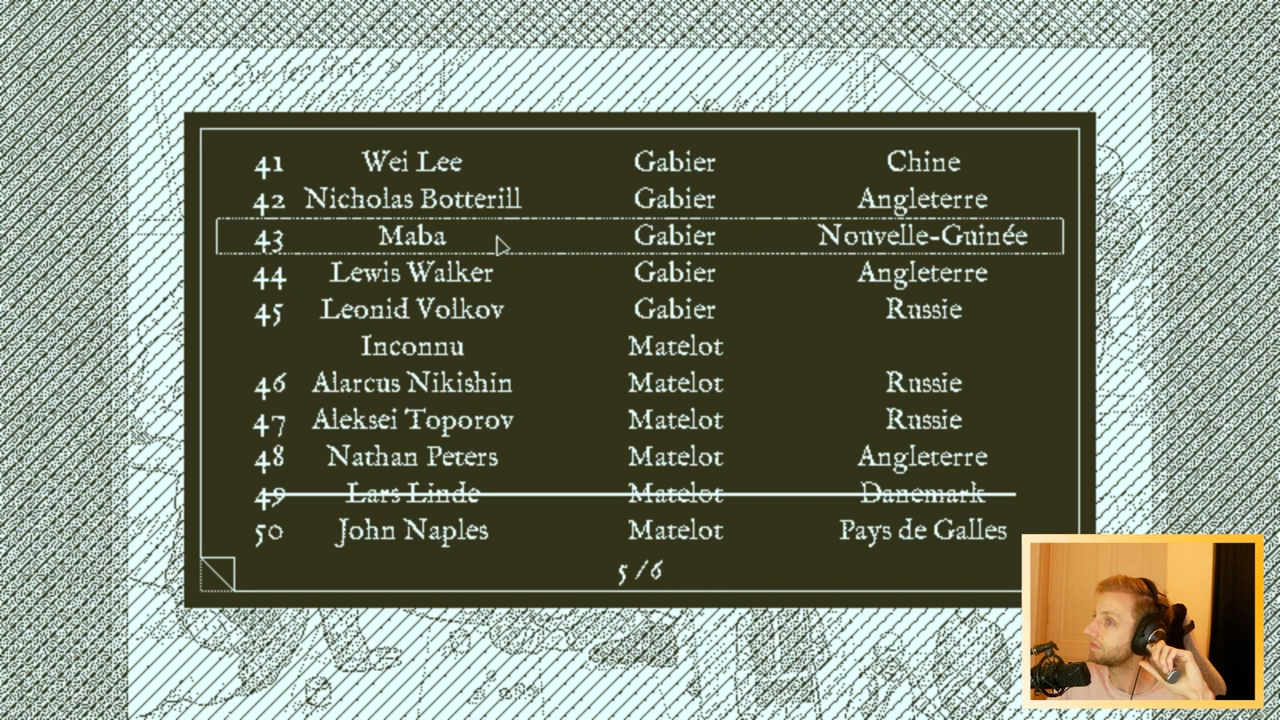 41 Wei Lee Gabier Chine
42 Nicholas Botterill Gabier Angleterre
43 Maba Gabier Nouvelle-Guinée
44 Lewis Walker Gabier Angleterre
45 Leonid Volkov Gabier Russie
Inconnu Matelot
46 Alarcus Nikishin Matelot Russie
47 Aleksei Toporov Matelot Russie
48 Nathan Peters Matelot Angleterre
49 Lars Linde Matelot Danemark
50 John Naples Matelot Pays de Galles
5/6